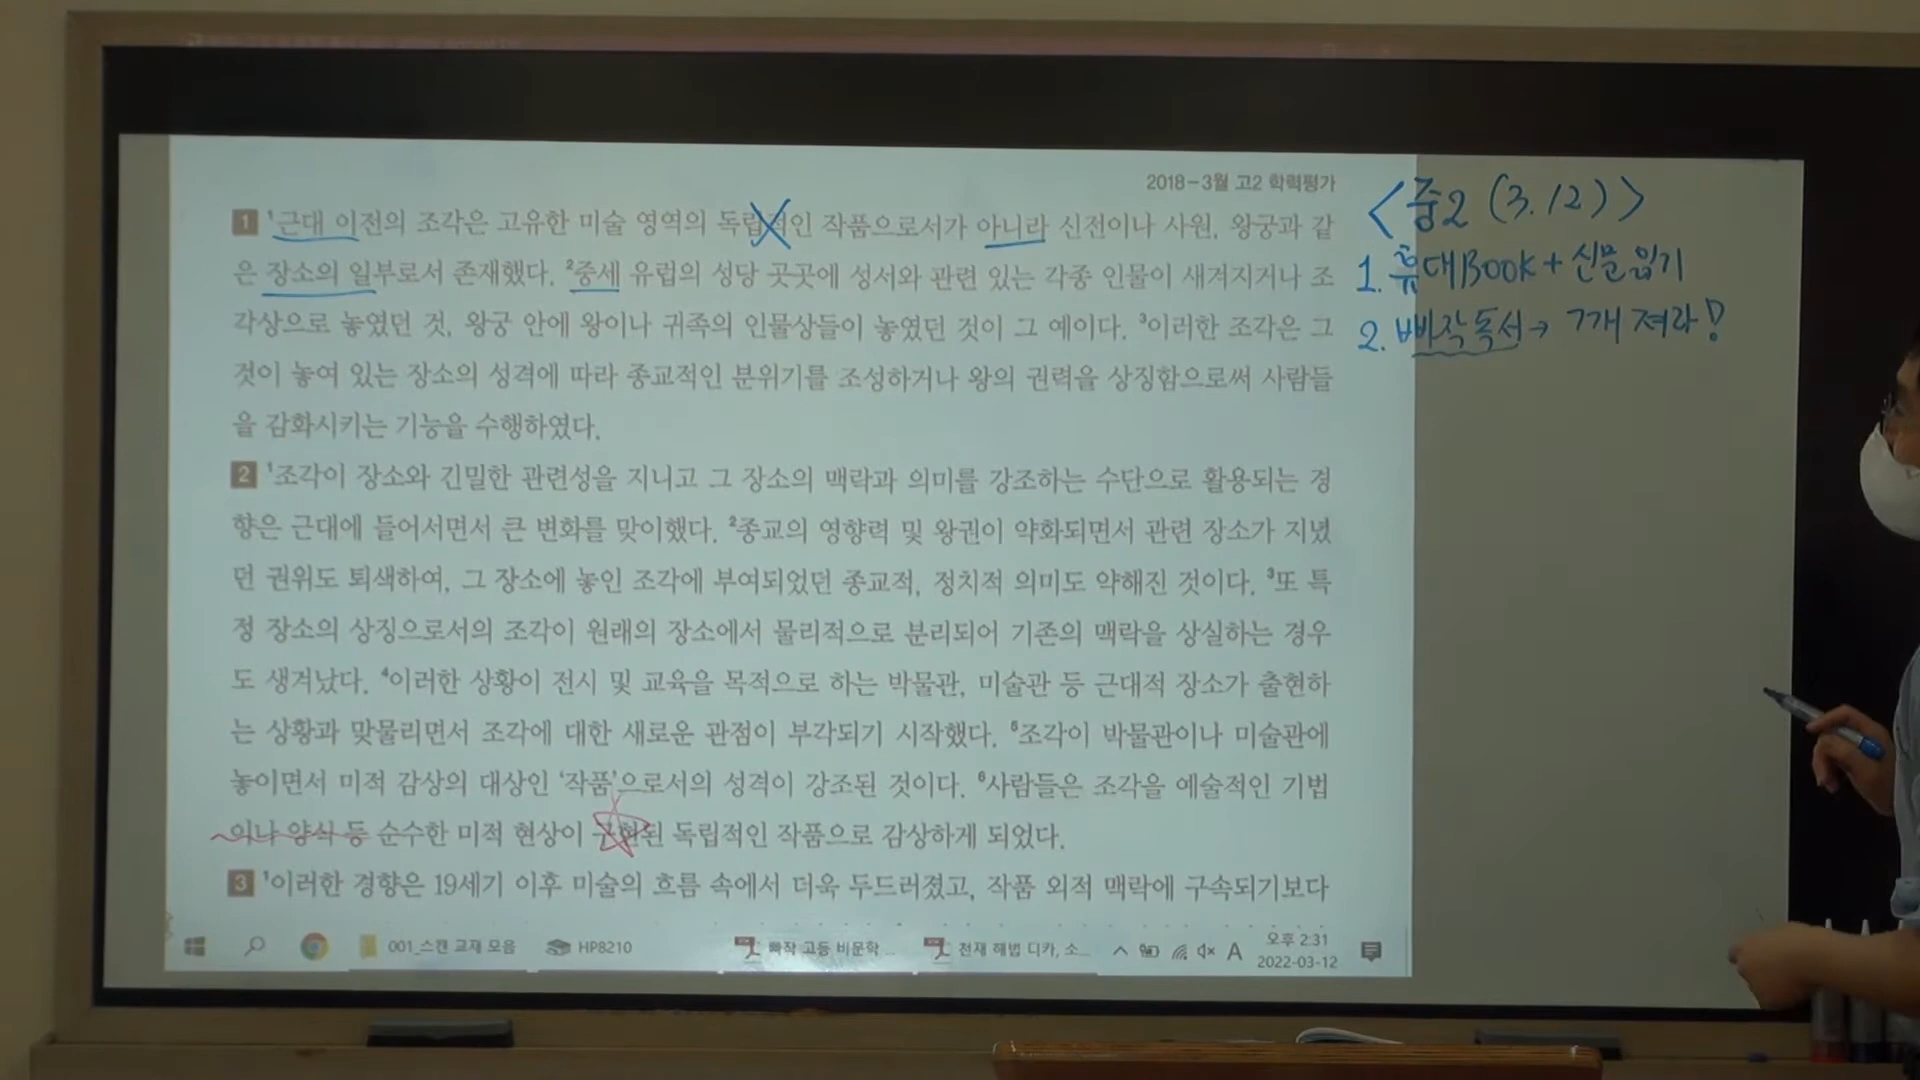 2018-3월 고2 학력평가
1 ¹근대 이전의 조각은 고유한 미술 영역의 독립적인 작품으로서가 아니라 신전이나 사원, 왕궁과 같
은 장소의 일부로서 존재했다. ²중세 유럽의 성당 곳곳에 성서와 관련 있는 각종 인물이 새겨지거나 조
각상으로 놓였던 것, 왕궁 안에 왕이나 귀족의 인물상들이 놓였던 것이 그 예이다. ³이러한 조각은 그
것이 놓여 있는 장소의 성격에 따라 종교적인 분위기를 조성하거나 왕의 권력을 상징함으로써 사람들
을 감화시키는 기능을 수행하였다.
2 ¹조각이 장소와 긴밀한 관련성을 지니고 그 장소의 맥락과 의미를 강조하는 수단으로 활용되는 경
향은 근대에 들어서면서 큰 변화를 맞이했다. ²종교의 영향력 및 왕권이 약화되면서 관련 장소가 지녔
던 권위도 퇴색하여, 그 장소에 놓인 조각에 부여되었던 종교적, 정치적 의미도 약해진 것이다. ³또 특
정 장소의 상징으로서의 조각이 원래의 장소에서 물리적으로 분리되어 기존의 맥락을 상실하는 경우
도 생겨났다. ⁴이러한 상황이 전시 및 교육을 목적으로 하는 박물관, 미술관 등 근대적 장소가 출현하
는 상황과 맞물리면서 조각에 대한 새로운 관점이 부각되기 시작했다. ⁵조각이 박물관이나 미술관에
놓이면서 미적 감상의 대상인 ‘작품’으로서의 성격이 강조된 것이다. ⁶사람들은 조각을 예술적인 기법
이나 양식 등 순수한 미적 현상이 구현된 독립적인 작품으로 감상하게 되었다.
3 ¹이러한 경향은 19세기 이후 미술의 흐름 속에서 더욱 두드러졌고, 작품 외적 맥락에 구속되기보다
<중2 (3.12)>
1. 휴대BOOK + 신문읽기
2. 빠작독서→ 7개 져라!
001_스캔 교재 모음 HP8210 빠작 고등 비문학 ... 천재 해법 디카, 소... A 오후 2:31
2022-03-12